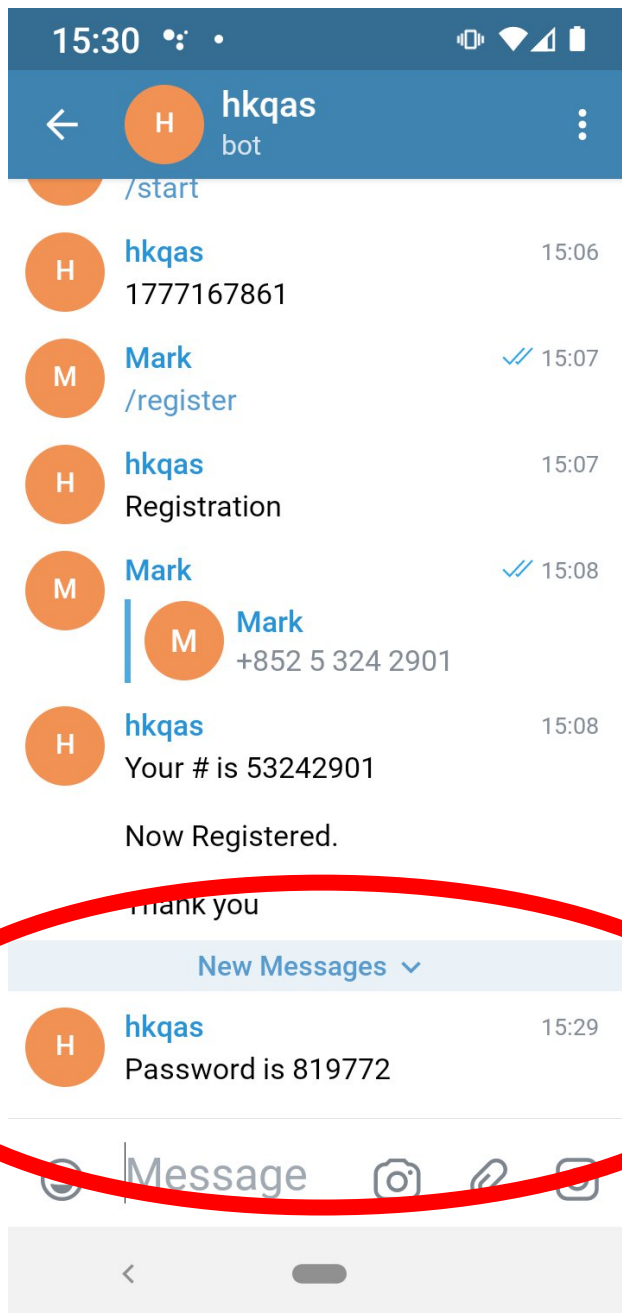 15:30
H
hkqas
bot
/start
hkqas 15:06
H
1777167861
Mark 15:07
M
/register
hkqas 15:07
H
Registration
Mark 15:08
M
Mark
M
+852 5 324 2901
hkqas 15:08
H
Your # is 53242901
Now Registered.
Thank you
New Messages
hkqas 15:29
H
Password is 819772
Message